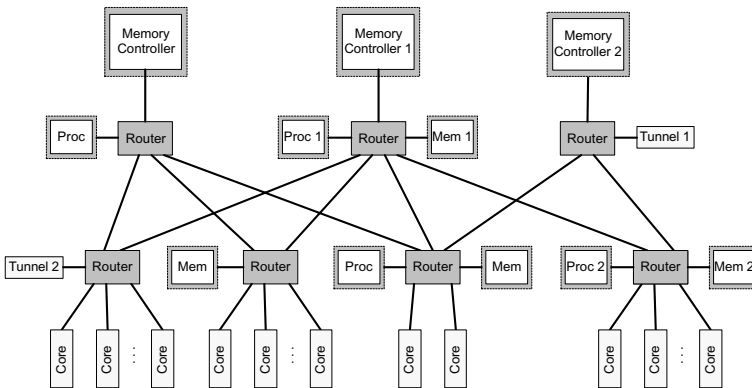 Memory Controller
Memory Controller 1
Memory Controller 2
Proc
Router
Proc 1
Router
Mem 1
Router
Tunnel 1
Tunnel 2
Router
Mem
Router
Proc
Router
Mem
Proc 2
Router
Mem 2
Core
Core
...
Core
Core
Core
...
Core
Core
Core
Core
Core
...
Core